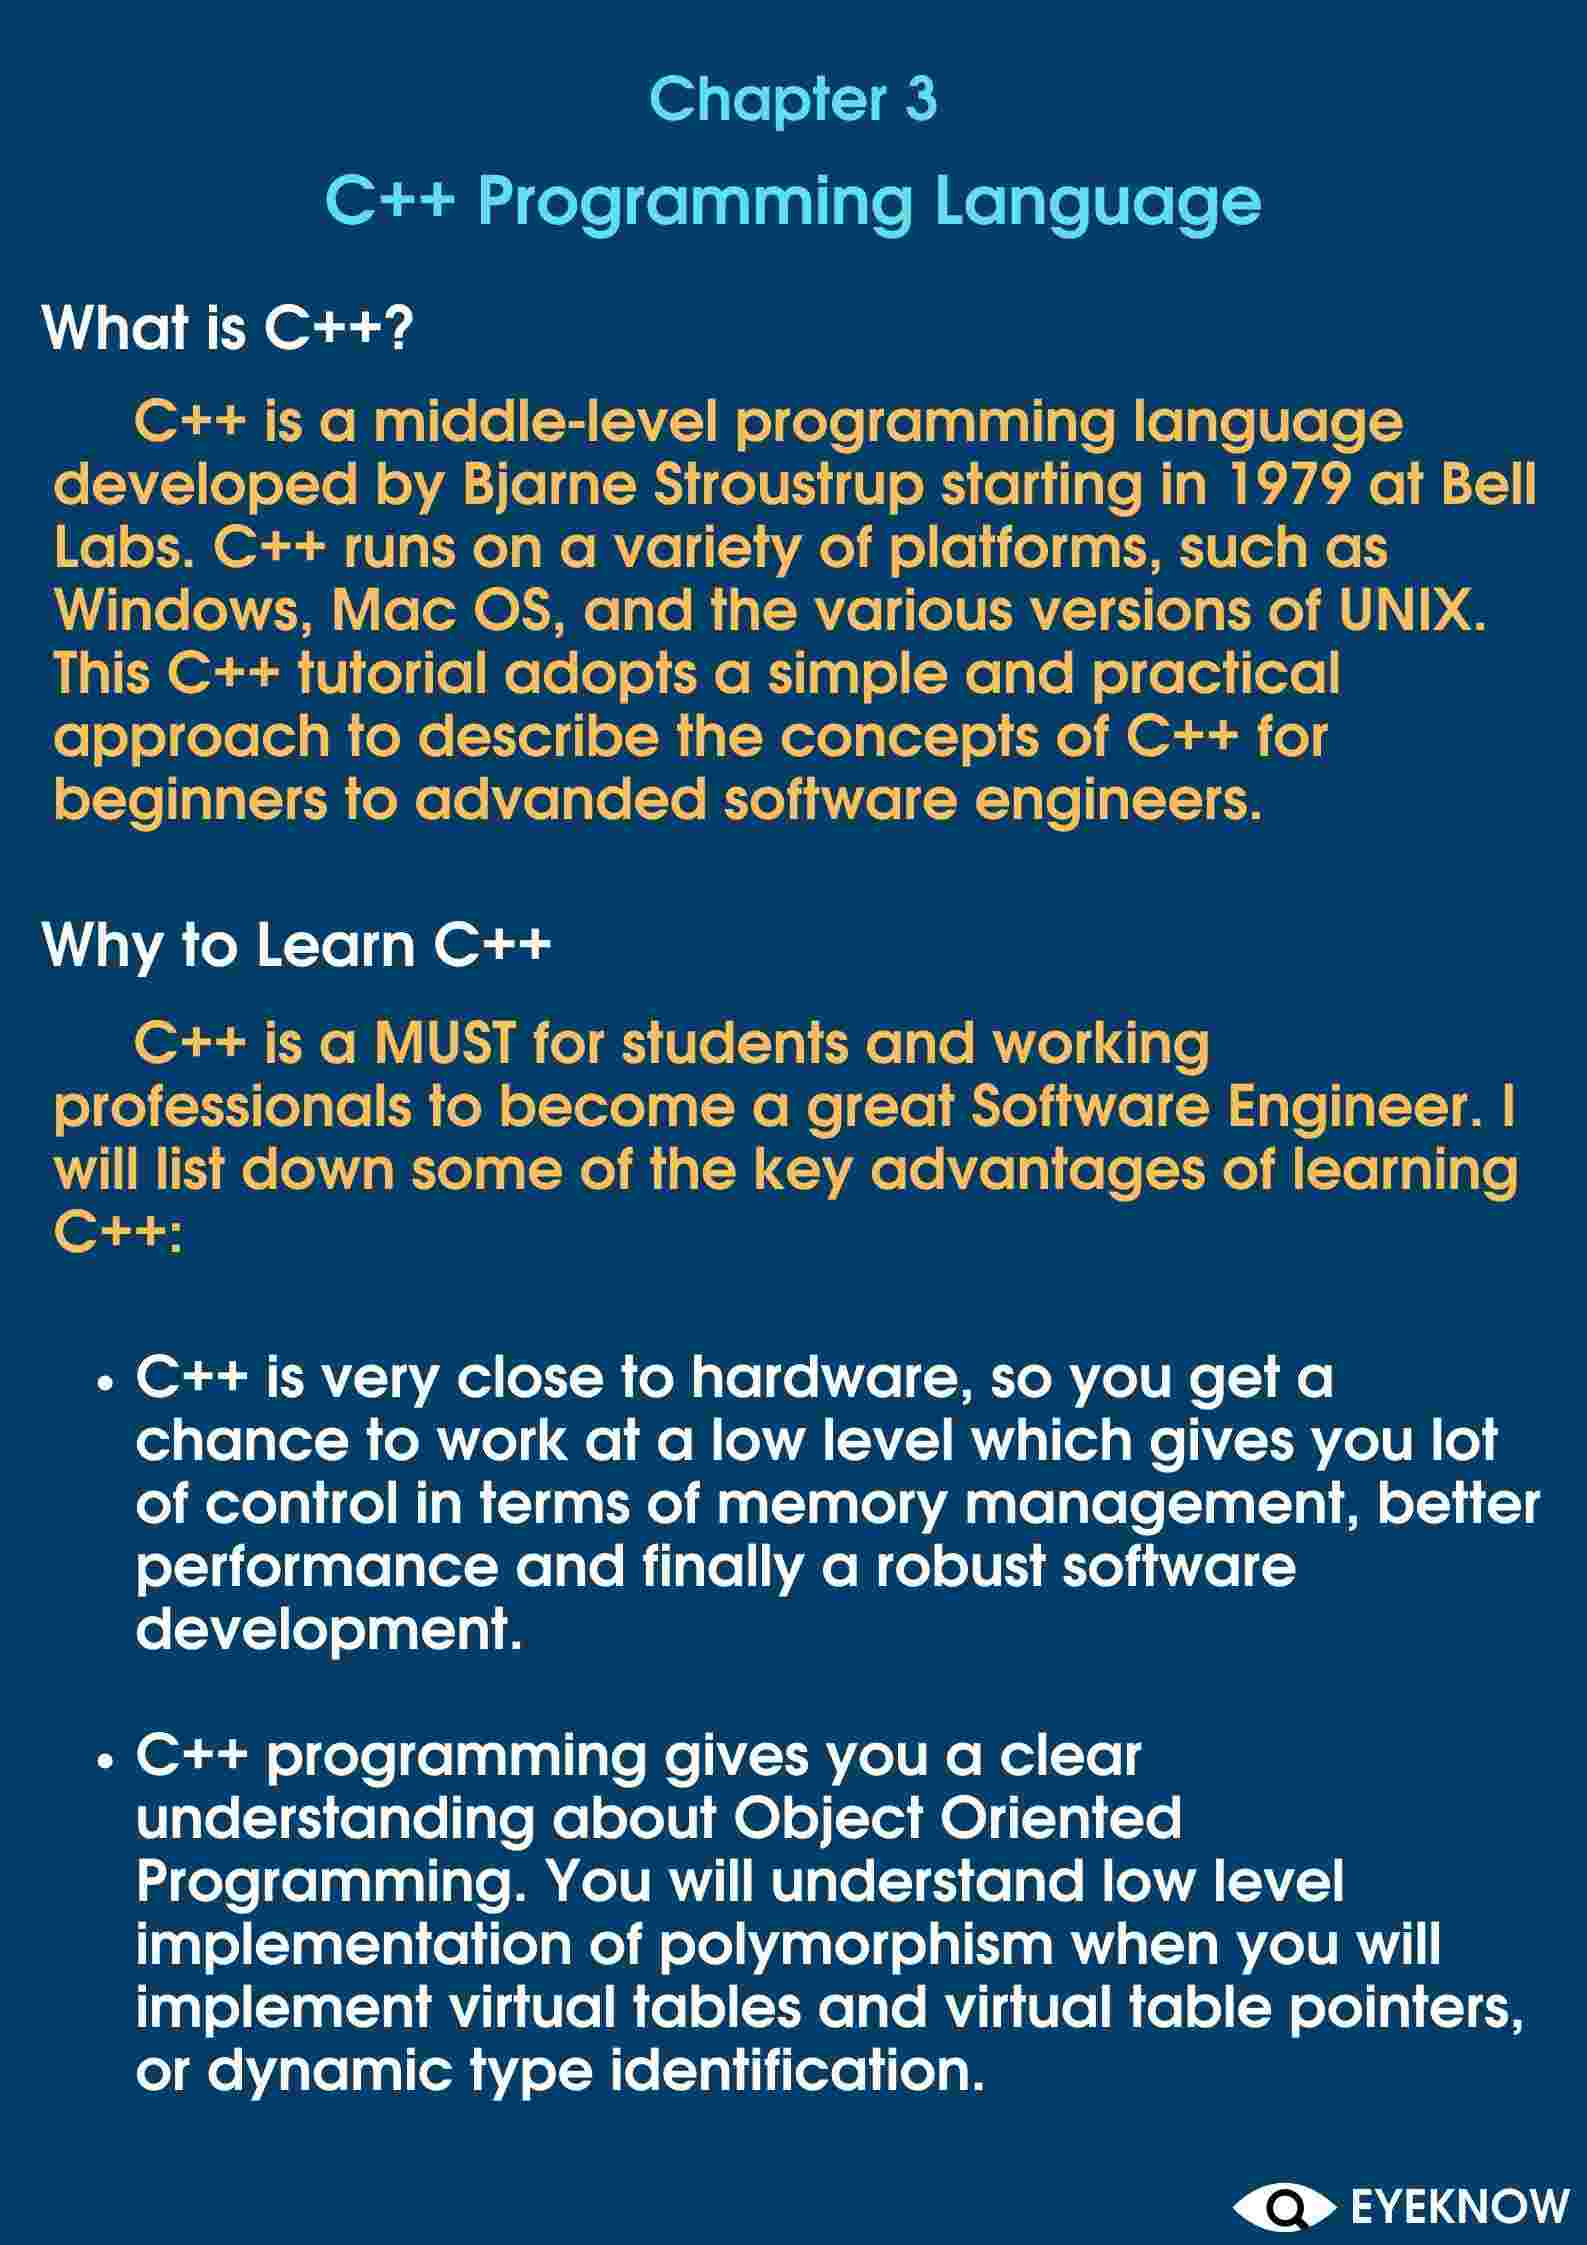 Chapter 3
C++ Programming Language
What is C++?
C++ is a middle-level programming language
developed by Bjarne Stroustrup starting in 1979 at Bell
Labs. C++ runs on a variety of platforms, such as
Windows, Mac OS, and the various versions of UNIX.
This C++ tutorial adopts a simple and practical
approach to describe the concepts of C++ for
beginners to advanded software engineers.
Why to Learn C++
C++ is a MUST for students and working
professionals to become a great Software Engineer. I
will list down some of the key advantages of learning
C++:
• C++ is very close to hardware, so you get a
chance to work at a low level which gives you lot
of control in terms of memory management, better
performance and finally a robust software
development.
• C++ programming gives you a clear
understanding about Object Oriented
Programming. You will understand low level
implementation of polymorphism when you will
implement virtual tables and virtual table pointers,
or dynamic type identification.
EYEKNOW